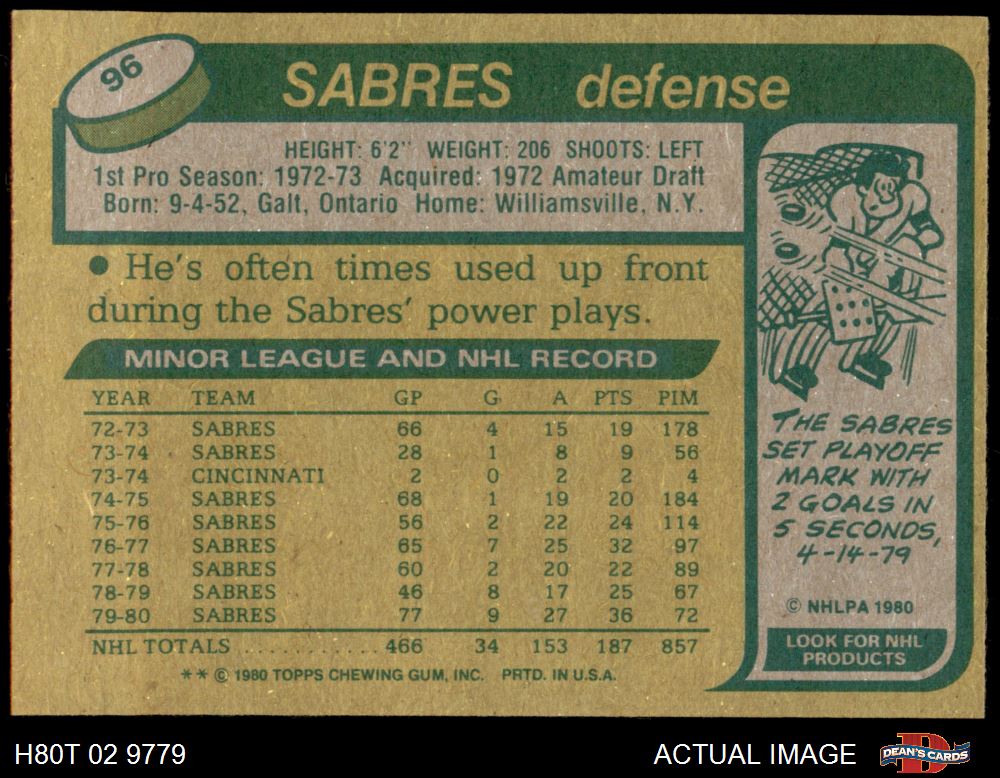 96
SABRES defense
HEIGHT: 6'2" WEIGHT: 206 SHOOTS: LEFT
1st Pro Season: 1972-73 Acquired: 1972 Amateur Draft
Born: 9-4-52, Galt, Ontario Home: Williamsville, N.Y.
• He's often times used up front
during the Sabres' power plays.
MINOR LEAGUE AND NHL RECORD
YEAR TEAM GP G A PTS PIM
72-73 SABRES 66 4 15 19 178
73-74 SABRES 28 1 8 9 56
73-74 CINCINNATI 2 0 2 2 4
74-75 SABRES 68 1 19 20 184
75-76 SABRES 56 2 22 24 114
76-77 SABRES 65 7 25 32 97
77-78 SABRES 60 2 20 22 89
78-79 SABRES 46 8 17 25 67
79-80 SABRES 77 9 27 36 72
NHL TOTALS ........... 466 34 153 187 857
** © 1980 TOPPS CHEWING GUM, INC. PRTD. IN U.S.A.
THE SABRES
SET PLAYOFF
MARK WITH
2 GOALS IN
5 SECONDS,
4-14-79
© NHLPA 1980
LOOK FOR NHL
PRODUCTS
H80T 02 9779
ACTUAL IMAGE
D
DEAN'S CARDS